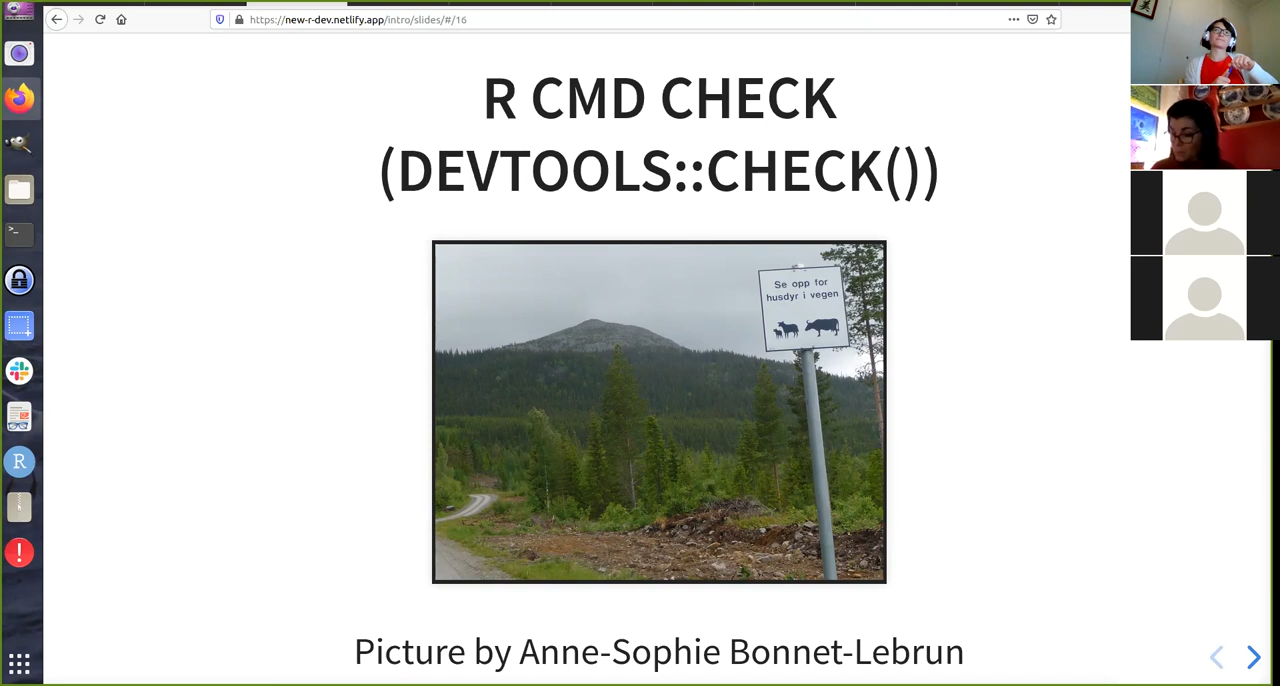 https://new-r-dev.netlify.app/intro/slides/#/16
R CMD CHECK
(DEVTOOLS::CHECK())
Se opp for
husdyr i vegen
Picture by Anne-Sophie Bonnet-Lebrun
>_
R
!